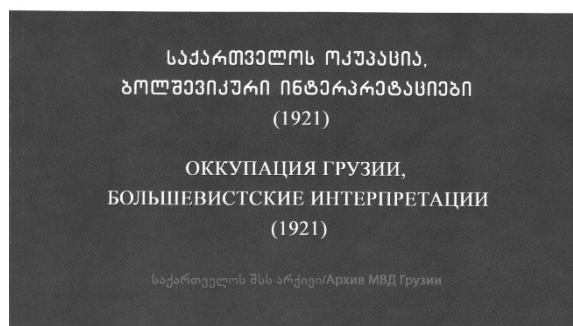 საქართველოს ოკუპაცია,
ბოლშევიკური ინტერპრეტაციები
(1921)
ОККУПАЦИЯ ГРУЗИИ,
БОЛЬШЕВИСТСКИЕ ИНТЕРПРЕТАЦИИ
(1921)
საქართველოს შსს არქივი/Архив МВД Грузии